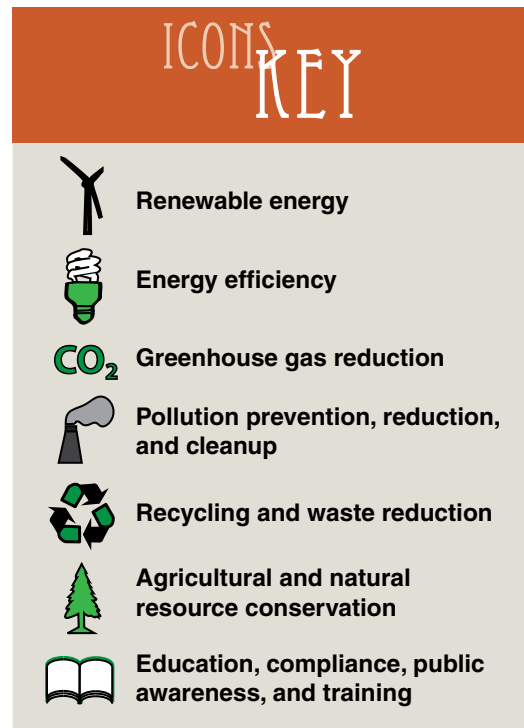 ICONS
KEY
Renewable energy
Energy efficiency
CO₂ Greenhouse gas reduction
Pollution prevention, reduction,
and cleanup
Recycling and waste reduction
Agricultural and natural
resource conservation
Education, compliance, public
awareness, and training